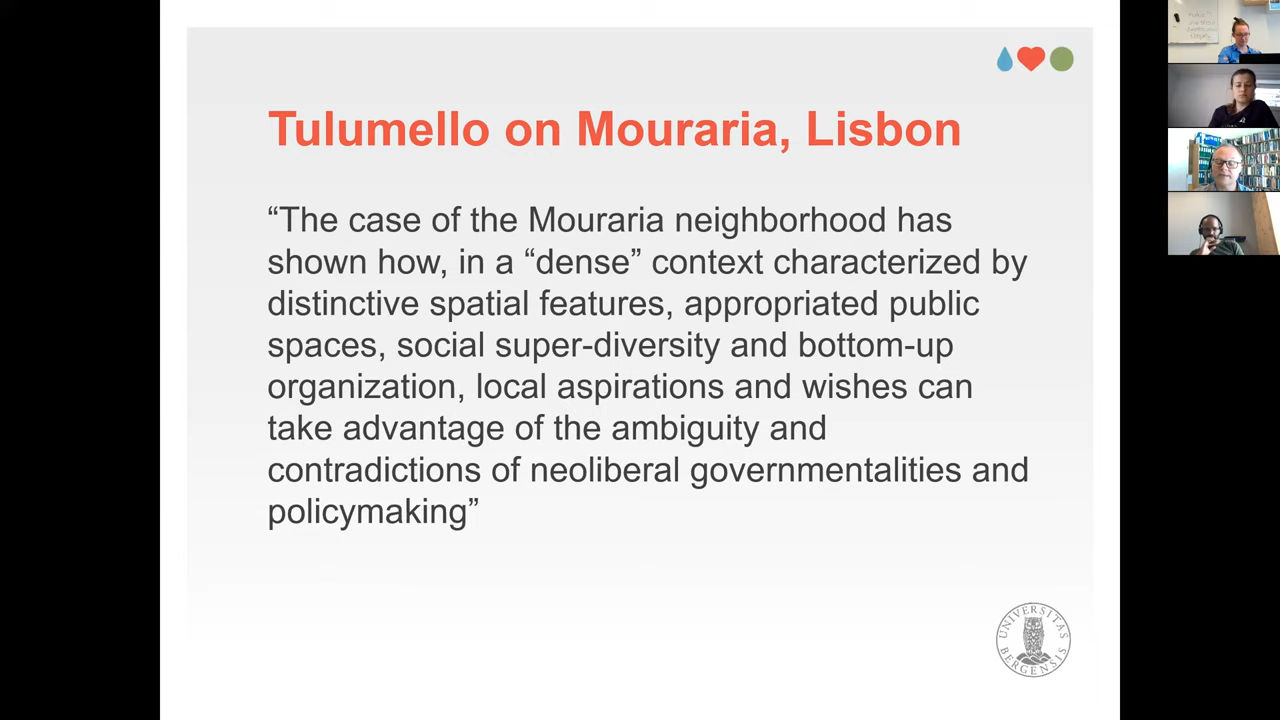 Tulumello on Mouraria, Lisbon
“The case of the Mouraria neighborhood has
shown how, in a “dense” context characterized by
distinctive spatial features, appropriated public
spaces, social super-diversity and bottom-up
organization, local aspirations and wishes can
take advantage of the ambiguity and
contradictions of neoliberal governmentalities and
policymaking”
UNIVERSITAS
BERGENSIS